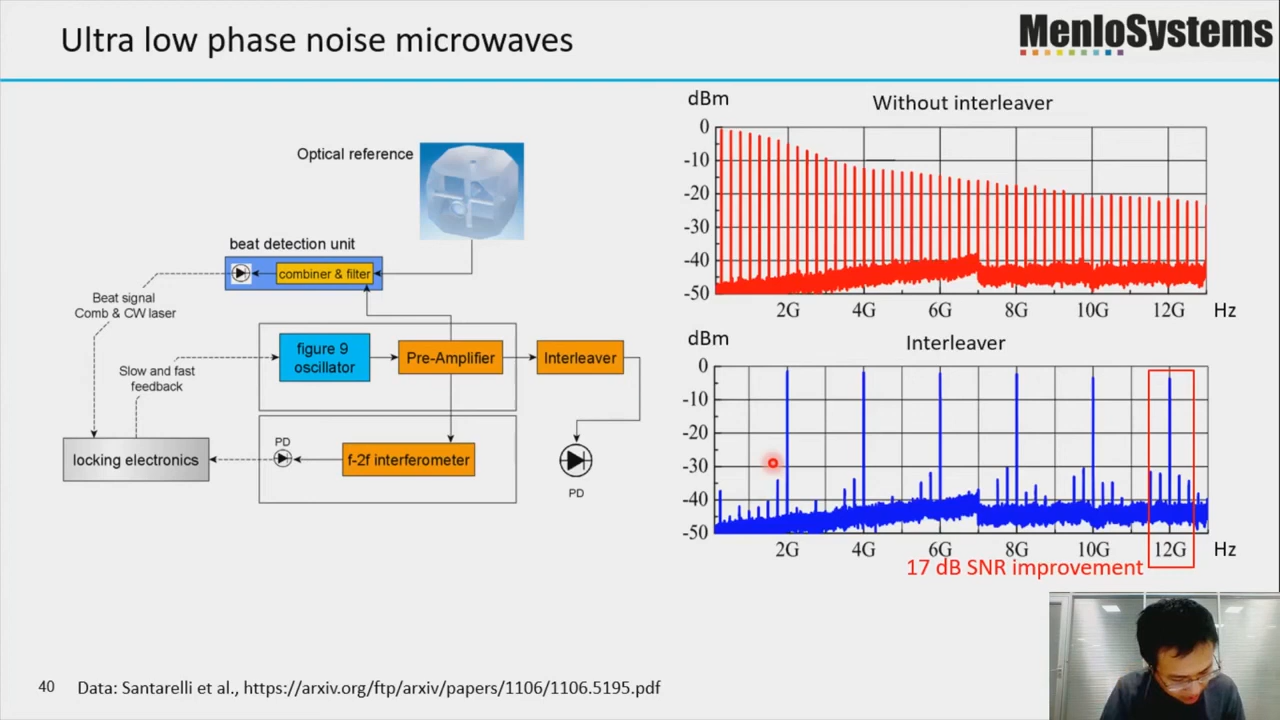 Ultra low phase noise microwaves
MenloSystems
Optical reference
beat detection unit
combiner & filter
Beat signal
Comb & CW laser
Slow and fast
feedback
figure 9
oscillator
Pre-Amplifier
Interleaver
locking electronics
PD
f-2f interferometer
PD
dBm
Without interleaver
0
-10
-20
-30
-40
-50
2G
4G
6G
8G
10G
12G
Hz
dBm
Interleaver
0
-10
-20
-30
-40
-50
2G
4G
6G
8G
10G
12G
Hz
17 dB SNR improvement
40
Data: Santarelli et al., https://arxiv.org/ftp/arxiv/papers/1106/1106.5195.pdf